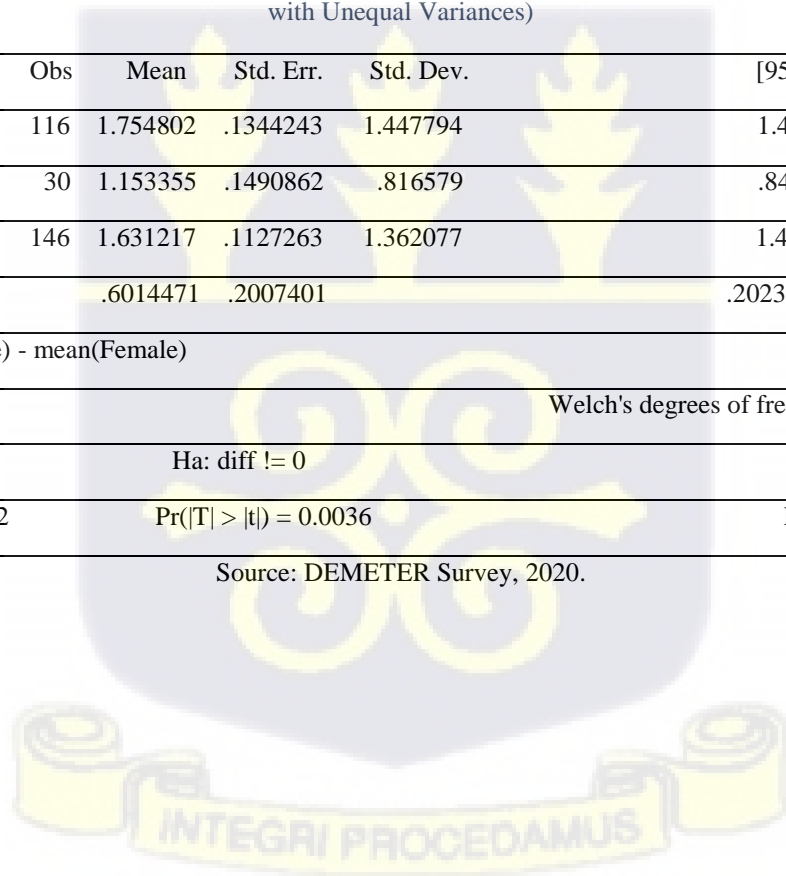 with Unequal Variances)
Obs Mean Std. Err. Std. Dev. [95
116 1.754802 .1344243 1.447794 1.4
30 1.153355 .1490862 .816579 .84
146 1.631217 .1127263 1.362077 1.4
.6014471 .2007401 .2023
) - mean(Female)
Welch's degrees of fre
Ha: diff != 0
2 Pr(|T| > |t|) = 0.0036
Source: DEMETER Survey, 2020.
INTEGRI PROCEDAMUS